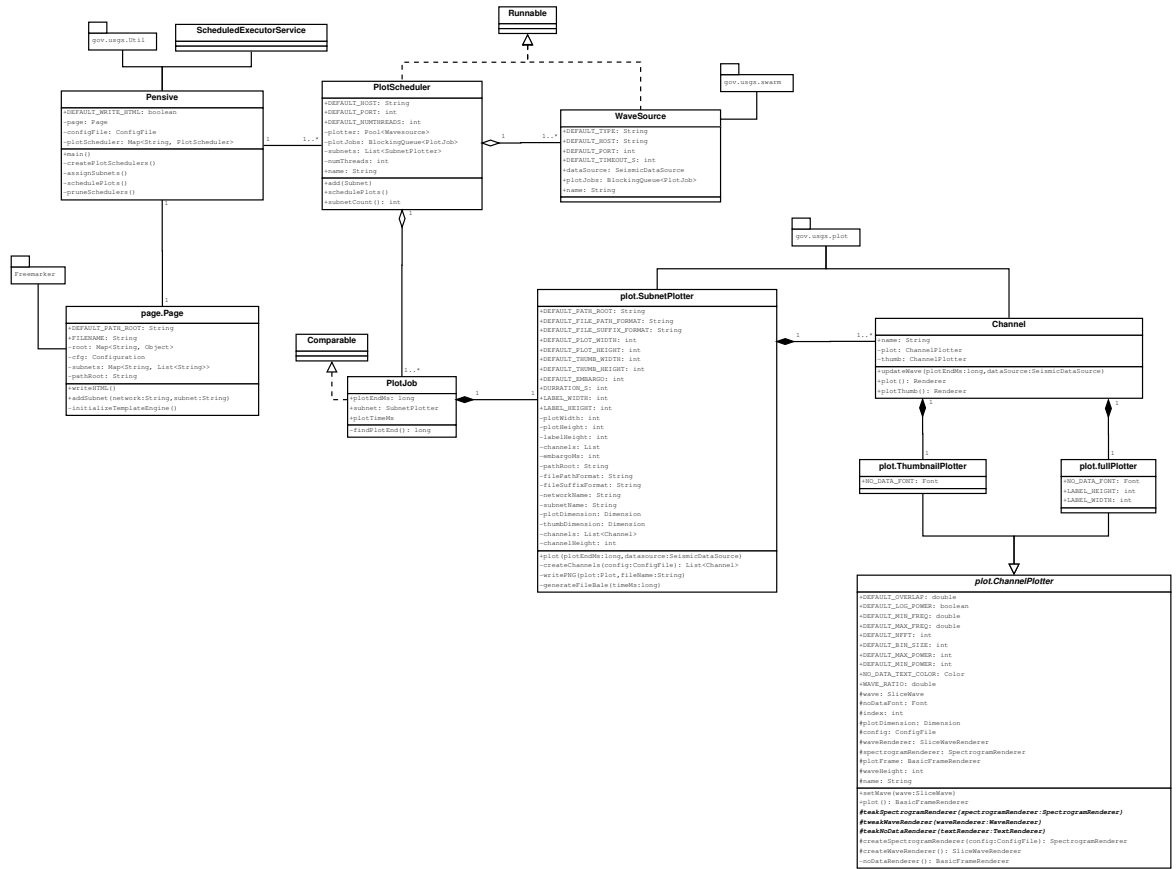 Runnable
gov.usgs.Util
ScheduledExecutorService
Pensive
+DEFAULT_WRITE_HTML: boolean
-page: Page
-configFile: ConfigFile
-plotScheduler: Map<String, PlotScheduler>
+main()
-createPlotSchedulers()
-assignSubnets()
-schedulePlots()
-pruneSchedulers()
1
1..*
1
1
PlotScheduler
+DEFAULT_HOST: String
+DEFAULT_PORT: int
+DEFAULT_NUMTHREADS: int
-plotter: Pool<Wavesource>
-plotJobs: BlockingQueue<PlotJob>
-subnets: List<SubnetPlotter>
-numThreads: int
+name: String
+add(Subnet)
+schedulePlots()
+subnetCount(): int
1
1..*
1
1..*
gov.usgs.swarm
WaveSource
+DEFAULT_TYPE: String
+DEFAULT_HOST: String
+DEFAULT_PORT: int
+DEFAULT_TIMEOUT_S: int
+dataSource: SeismicDataSource
+plotJobs: BlockingQueue<PlotJob>
+name: String
gov.usgs.plot
Freemarker
page.Page
+DEFAULT_PATH_ROOT: String
+FILENAME: String
-root: Map<String, Object>
-cfg: Configuration
-subnets: Map<String, List<String>>
-pathRoot: String
+writeHTML()
+addSubnet(network:String,subnet:String)
-initializeTemplateEngine()
Comparable
PlotJob
+plotEndMs: long
+subnet: SubnetPlotter
+plotTimeMs
-findPlotEnd(): long
1
1
plot.SubnetPlotter
+DEFAULT_PATH_ROOT: String
+DEFAULT_FILE_PATH_FORMAT: String
+DEFAULT_FILE_SUFFIX_FORMAT: String
+DEFAULT_PLOT_WIDTH: int
+DEFAULT_PLOT_HEIGHT: int
+DEFAULT_THUMB_WIDTH: int
+DEFAULT_THUMB_HEIGHT: int
+DEFAULT_EMBARGO: int
+DURRATION_S: int
+LABEL_WIDTH: int
+LABEL_HEIGHT: int
-plotWidth: int
-plotHeight: int
-labelHeight: int
-channels: List
-embargoMs: int
-pathRoot: String
-filePathFormat: String
-fileSuffixFormat: String
-networkName: String
-subnetName: String
-plotDimension: Dimension
-thumbDimension: Dimension
-channels: List<Channel>
-channelHeight: int
+plot(plotEndMs:long,datasource:SeismicDataSource)
-createChannels(config:ConfigFile): List<Channel>
-writePNG(plot:Plot,fileName:String)
-generateFileBale(timeMs:long)
1
1..*
Channel
+name: String
-plot: ChannelPlotter
-thumb: ChannelPlotter
+updateWave(plotEndMs:long,dataSource:SeismicDataSource)
+plot(): Renderer
+plotThumb(): Renderer
1
1
1
1
plot.ThumbnailPlotter
+NO_DATA_FONT: Font
plot.fullPlotter
+NO_DATA_FONT: Font
+LABEL_HEIGHT: int
+LABEL_WIDTH: int
plot.ChannelPlotter
+DEFAULT_OVERLAP: double
+DEFAULT_LOG_POWER: boolean
+DEFAULT_MIN_FREQ: double
+DEFAULT_MAX_FREQ: double
+DEFAULT_NFFT: int
+DEFAULT_BIN_SIZE: int
+DEFAULT_MAX_POWER: int
+DEFAULT_MIN_POWER: int
+NO_DATA_TEXT_COLOR: Color
+WAVE_RATIO: double
#wave: SliceWave
#noDataFont: Font
#index: int
#plotDimension: Dimension
#config: ConfigFile
#waveRenderer: SliceWaveRenderer
#spectrogramRenderer: SpectrogramRenderer
#plotFrame: BasicFrameRenderer
#waveHeight: int
#name: String
+setWave(wave:SliceWave)
+plot(): BasicFrameRenderer
#teakSpectrogramRenderer(spectrogramRenderer:SpectrogramRenderer)
#tweakWaveRenderer(waveRenderer:WaveRenderer)
#teakNoDataRenderer(textRenderer:TextRenderer)
#createSpectrogramRenderer(config:ConfigFile): SpectrogramRenderer
#createWaveRenderer(): SliceWaveRenderer
-noDataRenderer(): BasicFrameRenderer